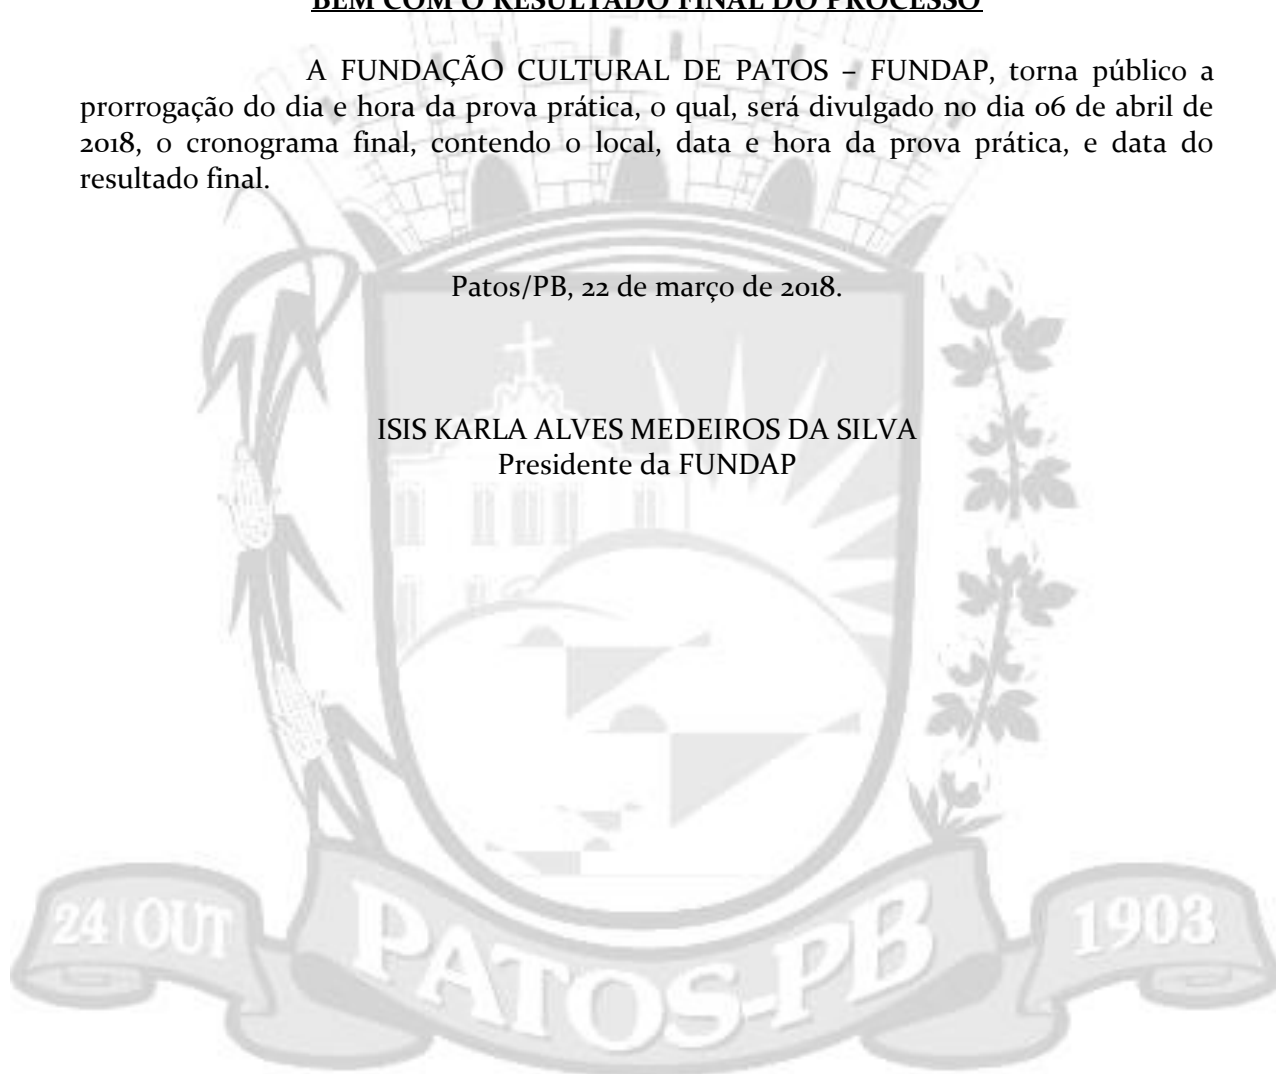 BEM COM O RESULTADO FINAL DO PROCESSO
A FUNDAÇÃO CULTURAL DE PATOS – FUNDAP, torna público a
prorrogação do dia e hora da prova prática, o qual, será divulgado no dia 06 de abril de
2018, o cronograma final, contendo o local, data e hora da prova prática, e data do
resultado final.
Patos/PB, 22 de março de 2018.
ISIS KARLA ALVES MEDEIROS DA SILVA
Presidente da FUNDAP
24 OUT
PATOS-PB
1903